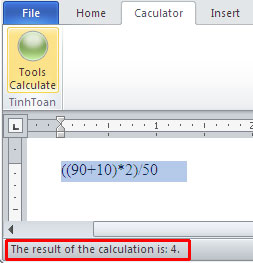 File Home Caculator Insert
Tools
Calculate
TinhToan
L 1 2
((90+10)*2)/50
The result of the calculation is: 4.